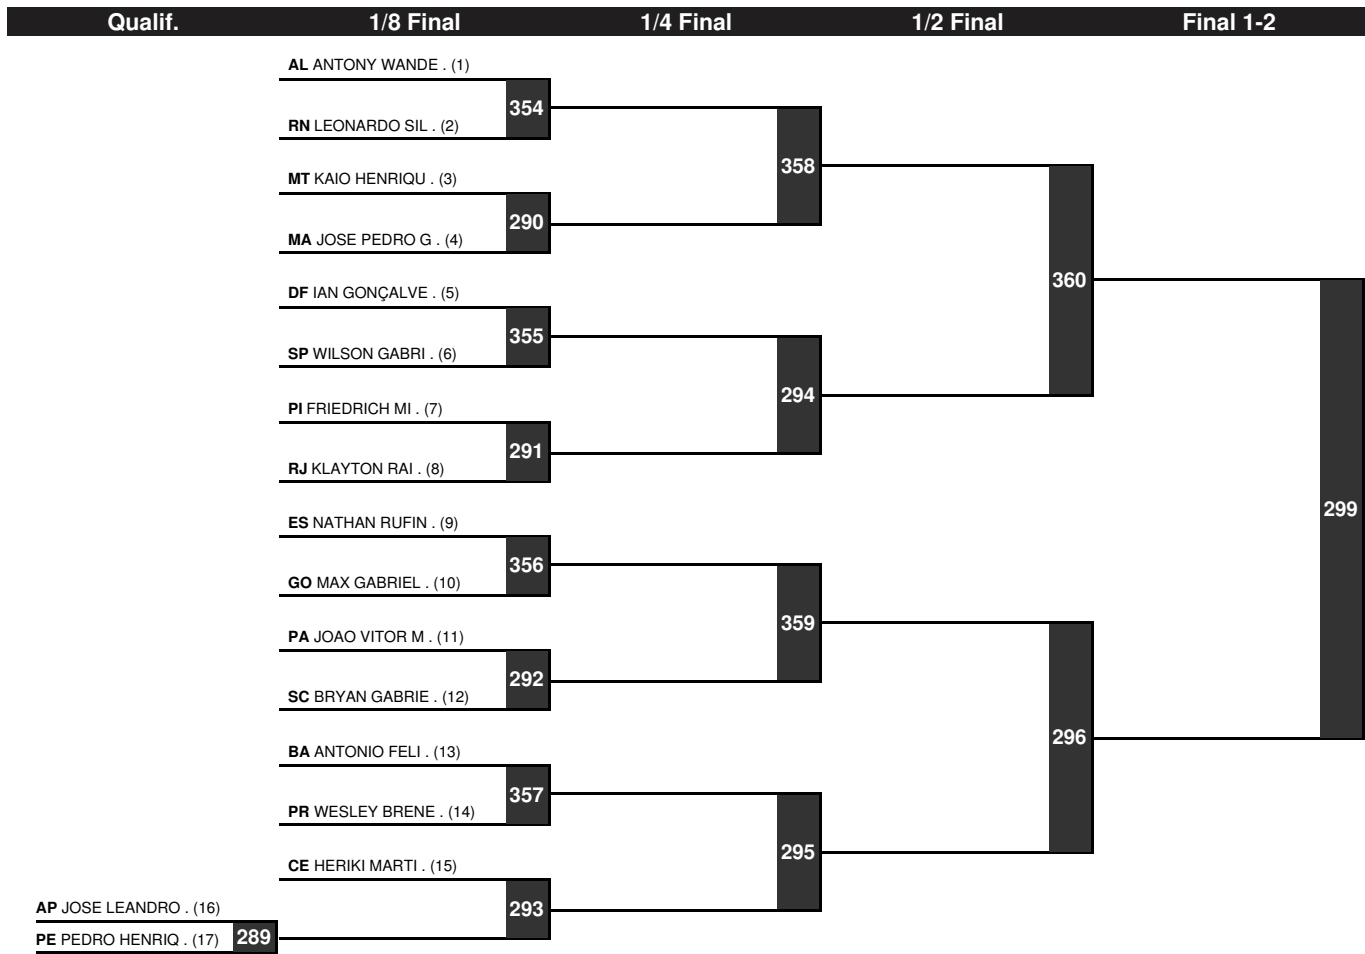 Qualif. 1/8 Final 1/4 Final 1/2 Final Final 1-2
AL ANTONY WANDE . (1)
354
RN LEONARDO SIL . (2)
358
MT KAIO HENRIQU . (3)
290
MA JOSE PEDRO G . (4)
360
DF IAN GONÇALVE . (5)
355
SP WILSON GABRI . (6)
294
PI FRIEDRICH MI . (7)
291
RJ KLAYTON RAI . (8)
299
ES NATHAN RUFIN . (9)
356
GO MAX GABRIEL . (10)
359
PA JOAO VITOR M . (11)
292
SC BRYAN GABRIE . (12)
296
BA ANTONIO FELI . (13)
357
PR WESLEY BRENE . (14)
295
CE HERIKI MARTI . (15)
293
AP JOSE LEANDRO . (16)
PE PEDRO HENRIQ . (17) 289